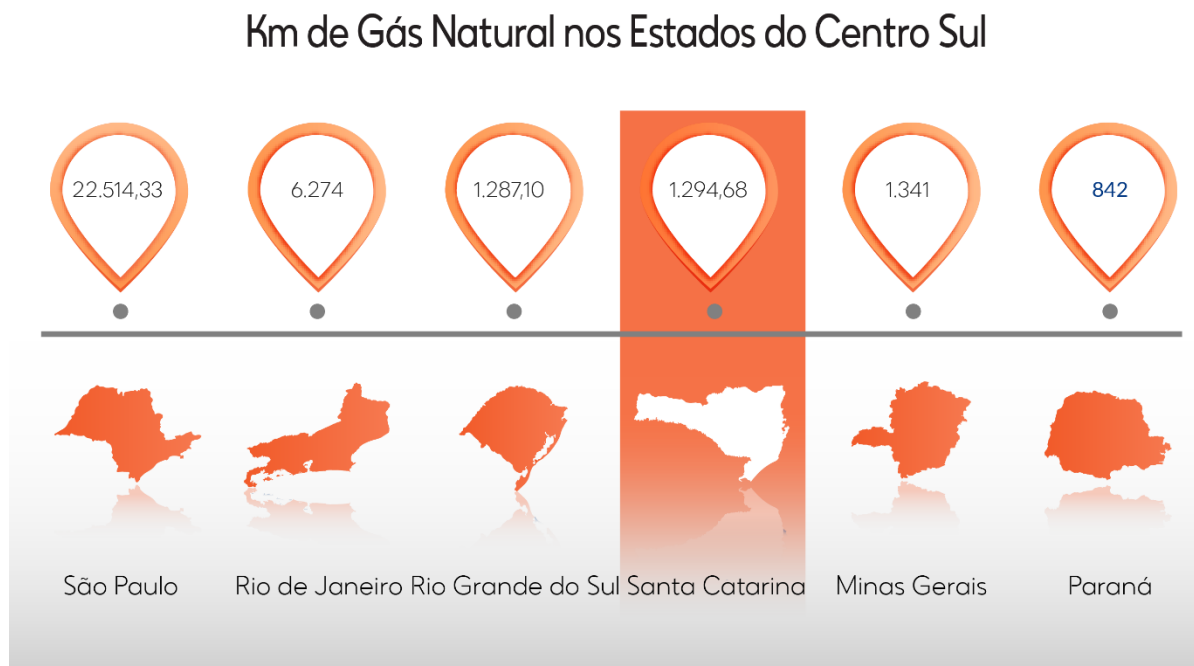 Km de Gás Natural nos Estados do Centro Sul
22.514,33
6.274
1.287,10
1.294,68
1.341
842
São Paulo
Rio de Janeiro
Rio Grande do Sul
Santa Catarina
Minas Gerais
Paraná